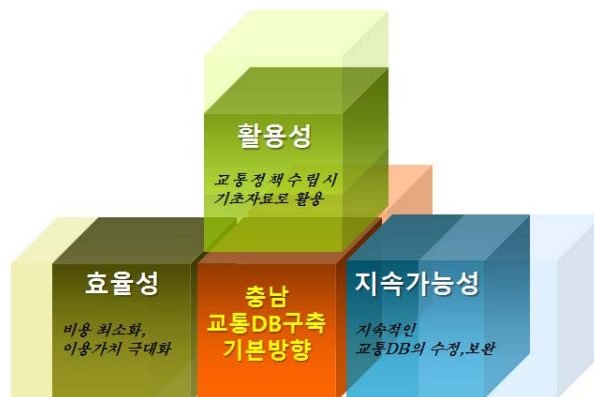 활용성
교통정책수립시
기초자료로 활용
효율성
비용 최소화,
이용가치 극대화
충남
교통DB구축
기본방향
지속가능성
지속적인
교통DB의 수정,보완